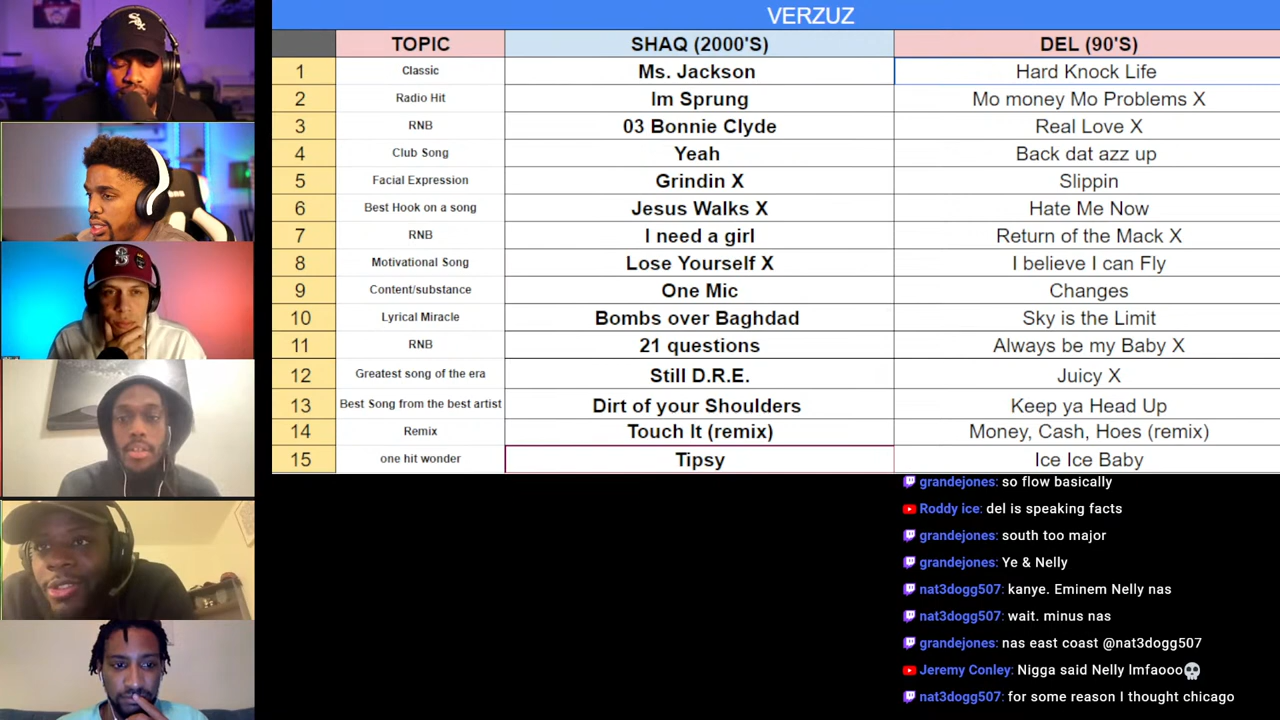 VERZUZ
TOPIC SHAQ (2000'S) DEL (90'S)
1 Classic Ms. Jackson Hard Knock Life
2 Radio Hit Im Sprung Mo money Mo Problems X
3 RNB 03 Bonnie Clyde Real Love X
4 Club Song Yeah Back dat azz up
5 Facial Expression Grindin X Slippin
6 Best Hook on a song Jesus Walks X Hate Me Now
7 RNB I need a girl Return of the Mack X
8 Motivational Song Lose Yourself X I believe I can Fly
9 Content/substance One Mic Changes
10 Lyrical Miracle Bombs over Baghdad Sky is the Limit
11 RNB 21 questions Always be my Baby X
12 Greatest song of the era Still D.R.E. Juicy X
13 Best Song from the best artist Dirt of your Shoulders Keep ya Head Up
14 Remix Touch It (remix) Money, Cash, Hoes (remix)
15 one hit wonder Tipsy Ice Ice Baby
grandejones: so flow basically
Roddy ice: del is speaking facts
grandejones: south too major
grandejones: Ye & Nelly
nat3dogg507: kanye. Eminem Nelly nas
nat3dogg507: wait. minus nas
grandejones: nas east coast @nat3dogg507
Jeremy Conley: Nigga said Nelly lmfaooo💀
nat3dogg507: for some reason I thought chicago